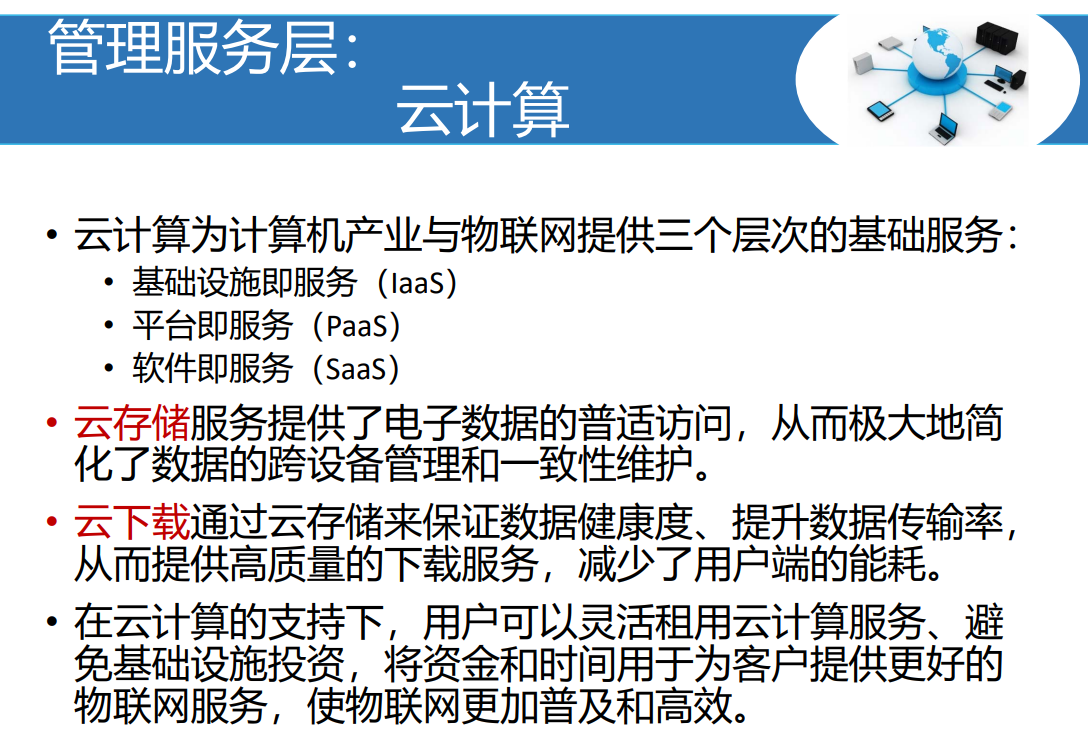 管理服务层：
云计算
• 云计算为计算机产业与物联网提供三个层次的基础服务：
• 基础设施即服务（IaaS）
• 平台即服务（PaaS）
• 软件即服务（SaaS）
• 云存储服务提供了电子数据的普适访问，从而极大地简
化了数据的跨设备管理和一致性维护。
• 云下载通过云存储来保证数据健康度、提升数据传输率，
从而提供高质量的下载服务，减少了用户端的能耗。
• 在云计算的支持下，用户可以灵活租用云计算服务、避
免基础设施投资，将资金和时间用于为客户提供更好的
物联网服务，使物联网更加普及和高效。